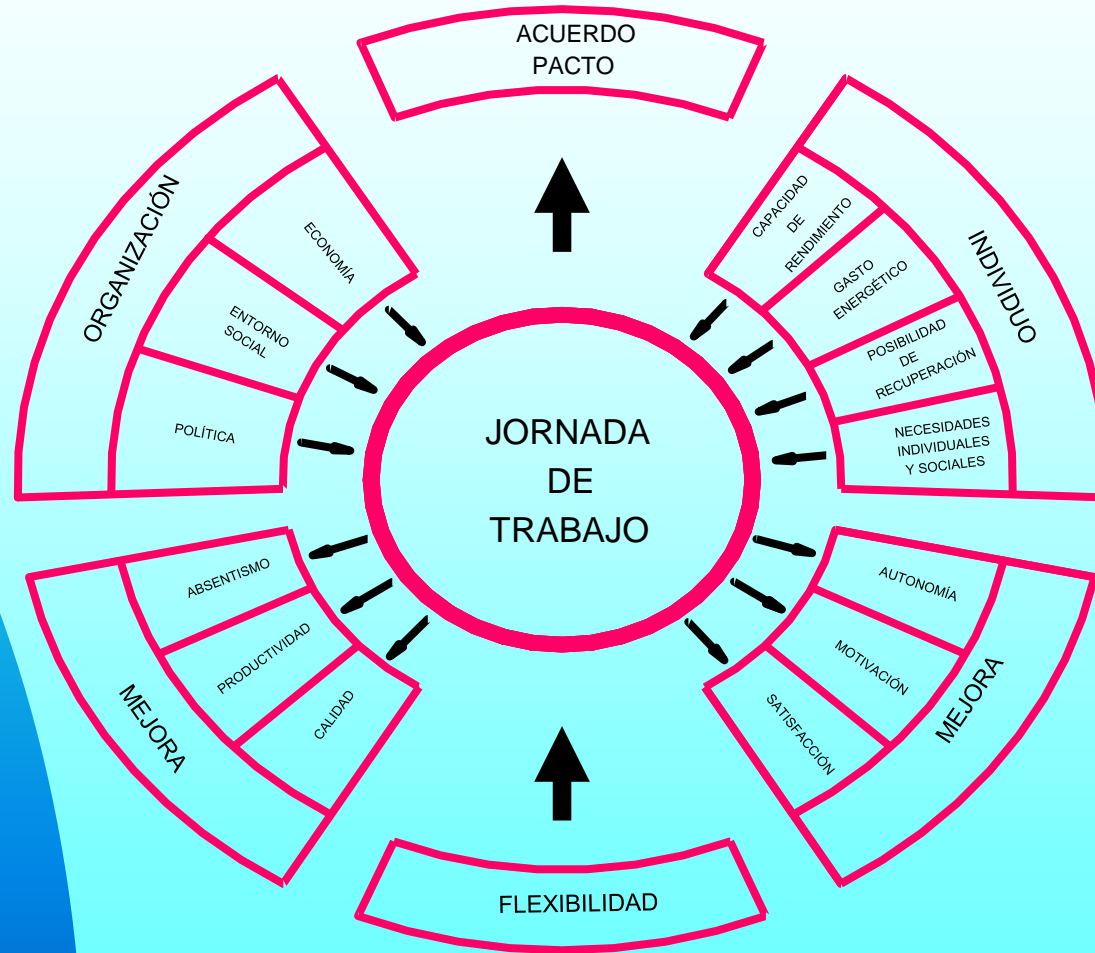 ACUERDO
PACTO
ORGANIZACIÓN
ECONOMÍA
ENTORNO
SOCIAL
POLÍTICA
INDIVIDUO
CAPACIDAD
DE
RENDIMIENTO
GASTO
ENERGÉTICO
POSIBILIDAD
DE
RECUPERACIÓN
NECESIDADES
INDIVIDUALES
Y SOCIALES
JORNADA
DE
TRABAJO
MEJORA
ABSENTISMO
PRODUCTIVIDAD
CALIDAD
MEJORA
AUTONOMÍA
MOTIVACIÓN
SATISFACCIÓN
FLEXIBILIDAD